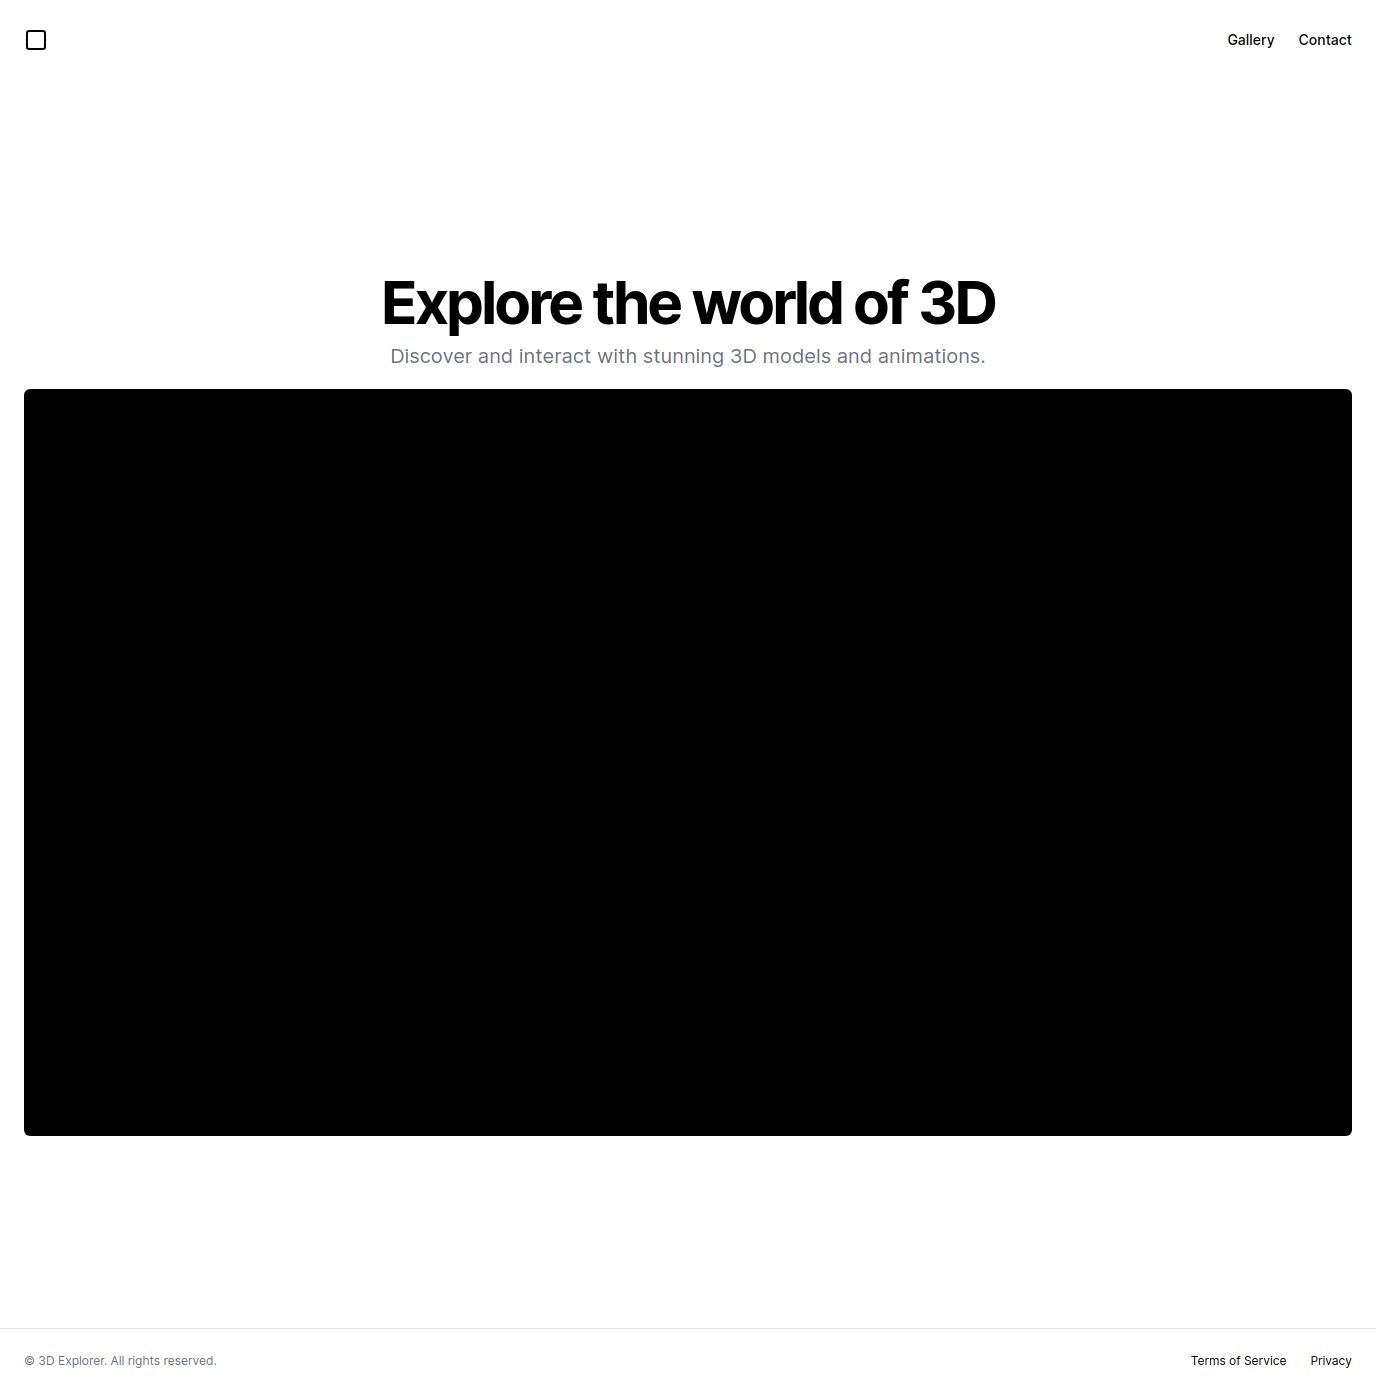 Gallery Contact
Explore the world of 3D
Discover and interact with stunning 3D models and animations.
© 3D Explorer. All rights reserved.
Terms of Service Privacy